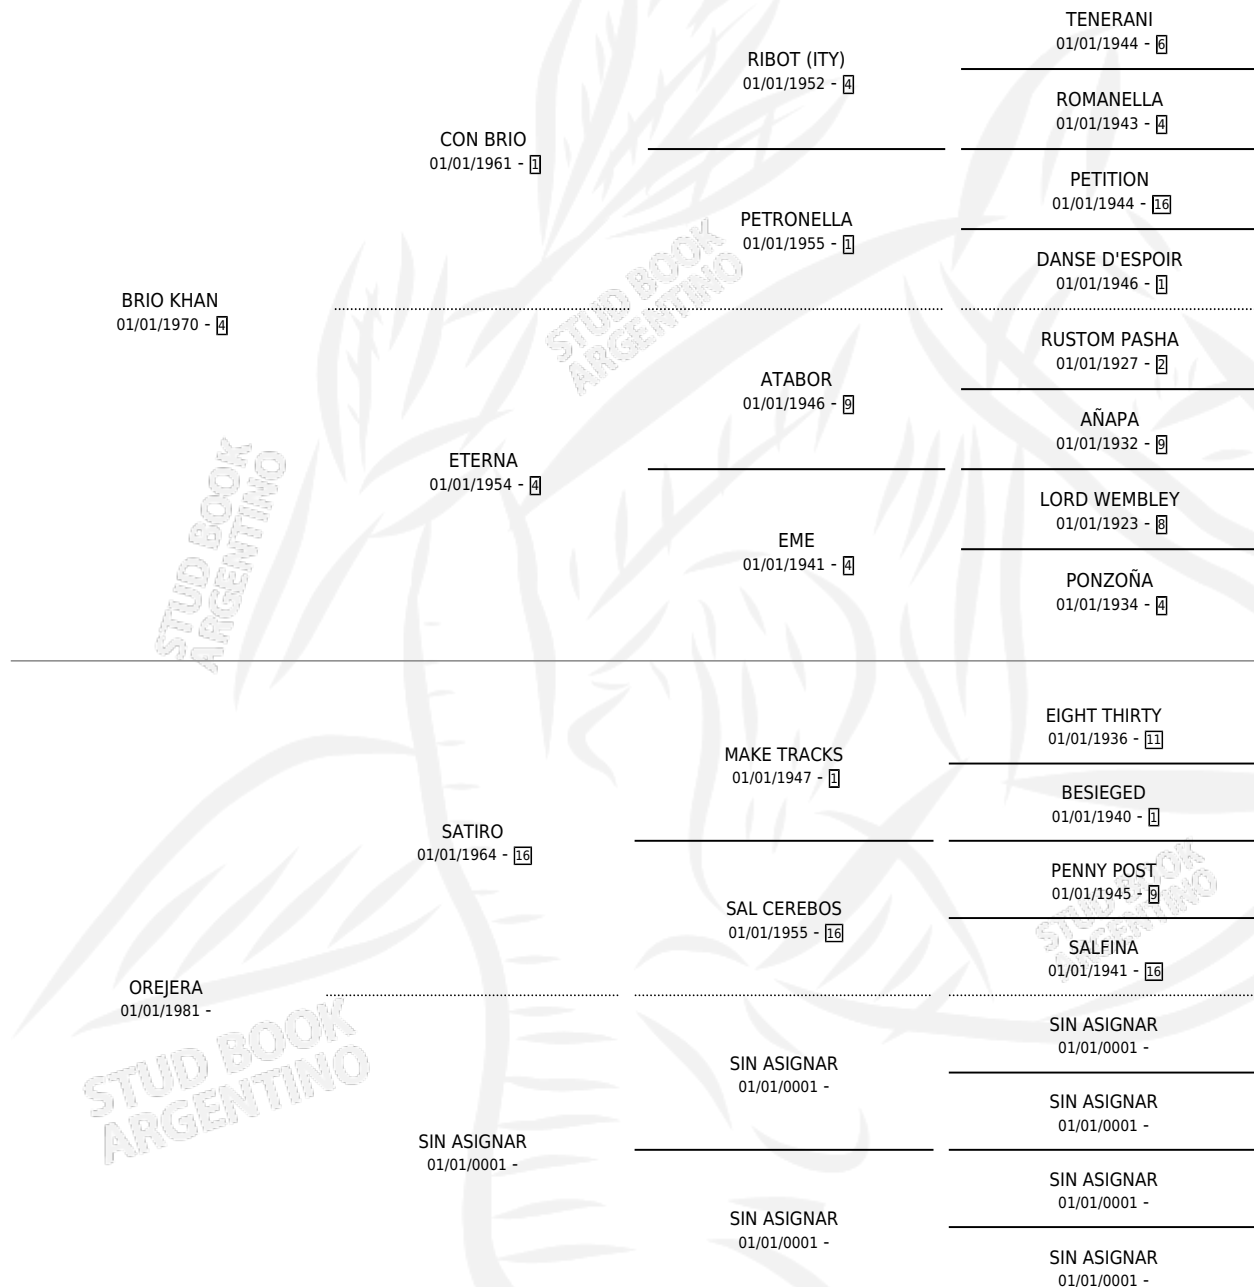 TENERANI
01/01/1944 - 6
RIBOT (ITY)
01/01/1952 - 4
ROMANELLA
01/01/1943 - 4
CON BRIO
01/01/1961 - 1
PETITION
01/01/1944 - 16
PETRONELLA
01/01/1955 - 1
DANSE D'ESPOIR
01/01/1946 - 1
BRIO KHAN
01/01/1970 - 4
RUSTOM PASHA
01/01/1927 - 2
ATABOR
01/01/1946 - 9
AÑAPA
01/01/1932 - 9
ETERNA
01/01/1954 - 4
LORD WEMBLEY
01/01/1923 - 8
EME
01/01/1941 - 4
PONZOÑA
01/01/1934 - 4
STUD BOOK
ARGENTINO
STUD BOOK
ARGENTINO
EIGHT THIRTY
01/01/1936 - 11
MAKE TRACKS
01/01/1947 - 1
BESIEGED
01/01/1940 - 1
SATIRO
01/01/1964 - 16
PENNY POST
01/01/1945 - 9
SAL CEREBOS
01/01/1955 - 16
SALFINA
01/01/1941 - 16
STUD BOOK
ARGENTINO
OREJERA
01/01/1981 -
SIN ASIGNAR
01/01/0001 -
SIN ASIGNAR
01/01/0001 -
SIN ASIGNAR
01/01/0001 -
SIN ASIGNAR
01/01/0001 -
SIN ASIGNAR
01/01/0001 -
SIN ASIGNAR
01/01/0001 -
SIN ASIGNAR
01/01/0001 -
STUD BOOK
ARGENTINO